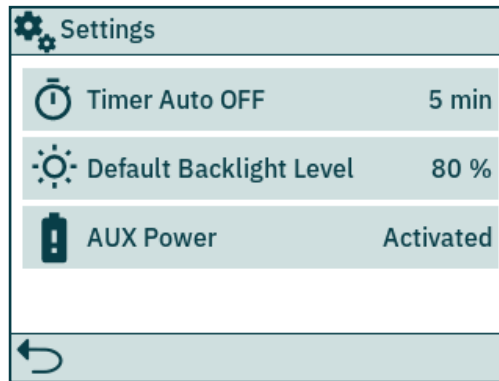 Settings
Timer Auto OFF 5 min
Default Backlight Level 80 %
AUX Power Activated